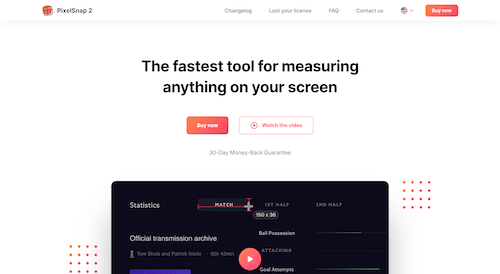 PixelSnap 2
Changelog
Lost your license
FAQ
Contact us
Buy now
The fastest tool for measuring
anything on your screen
Buy now
Watch the video
30-Day Money-Back Guarantee
Statistics
MATCH
1ST HALF
2ND HALF
150 x 36
Ball Possession
Official transmission archive
ATTACKING
Tom Shulz and Patrick Ilnicki • 02h 42min
Goal Attempts